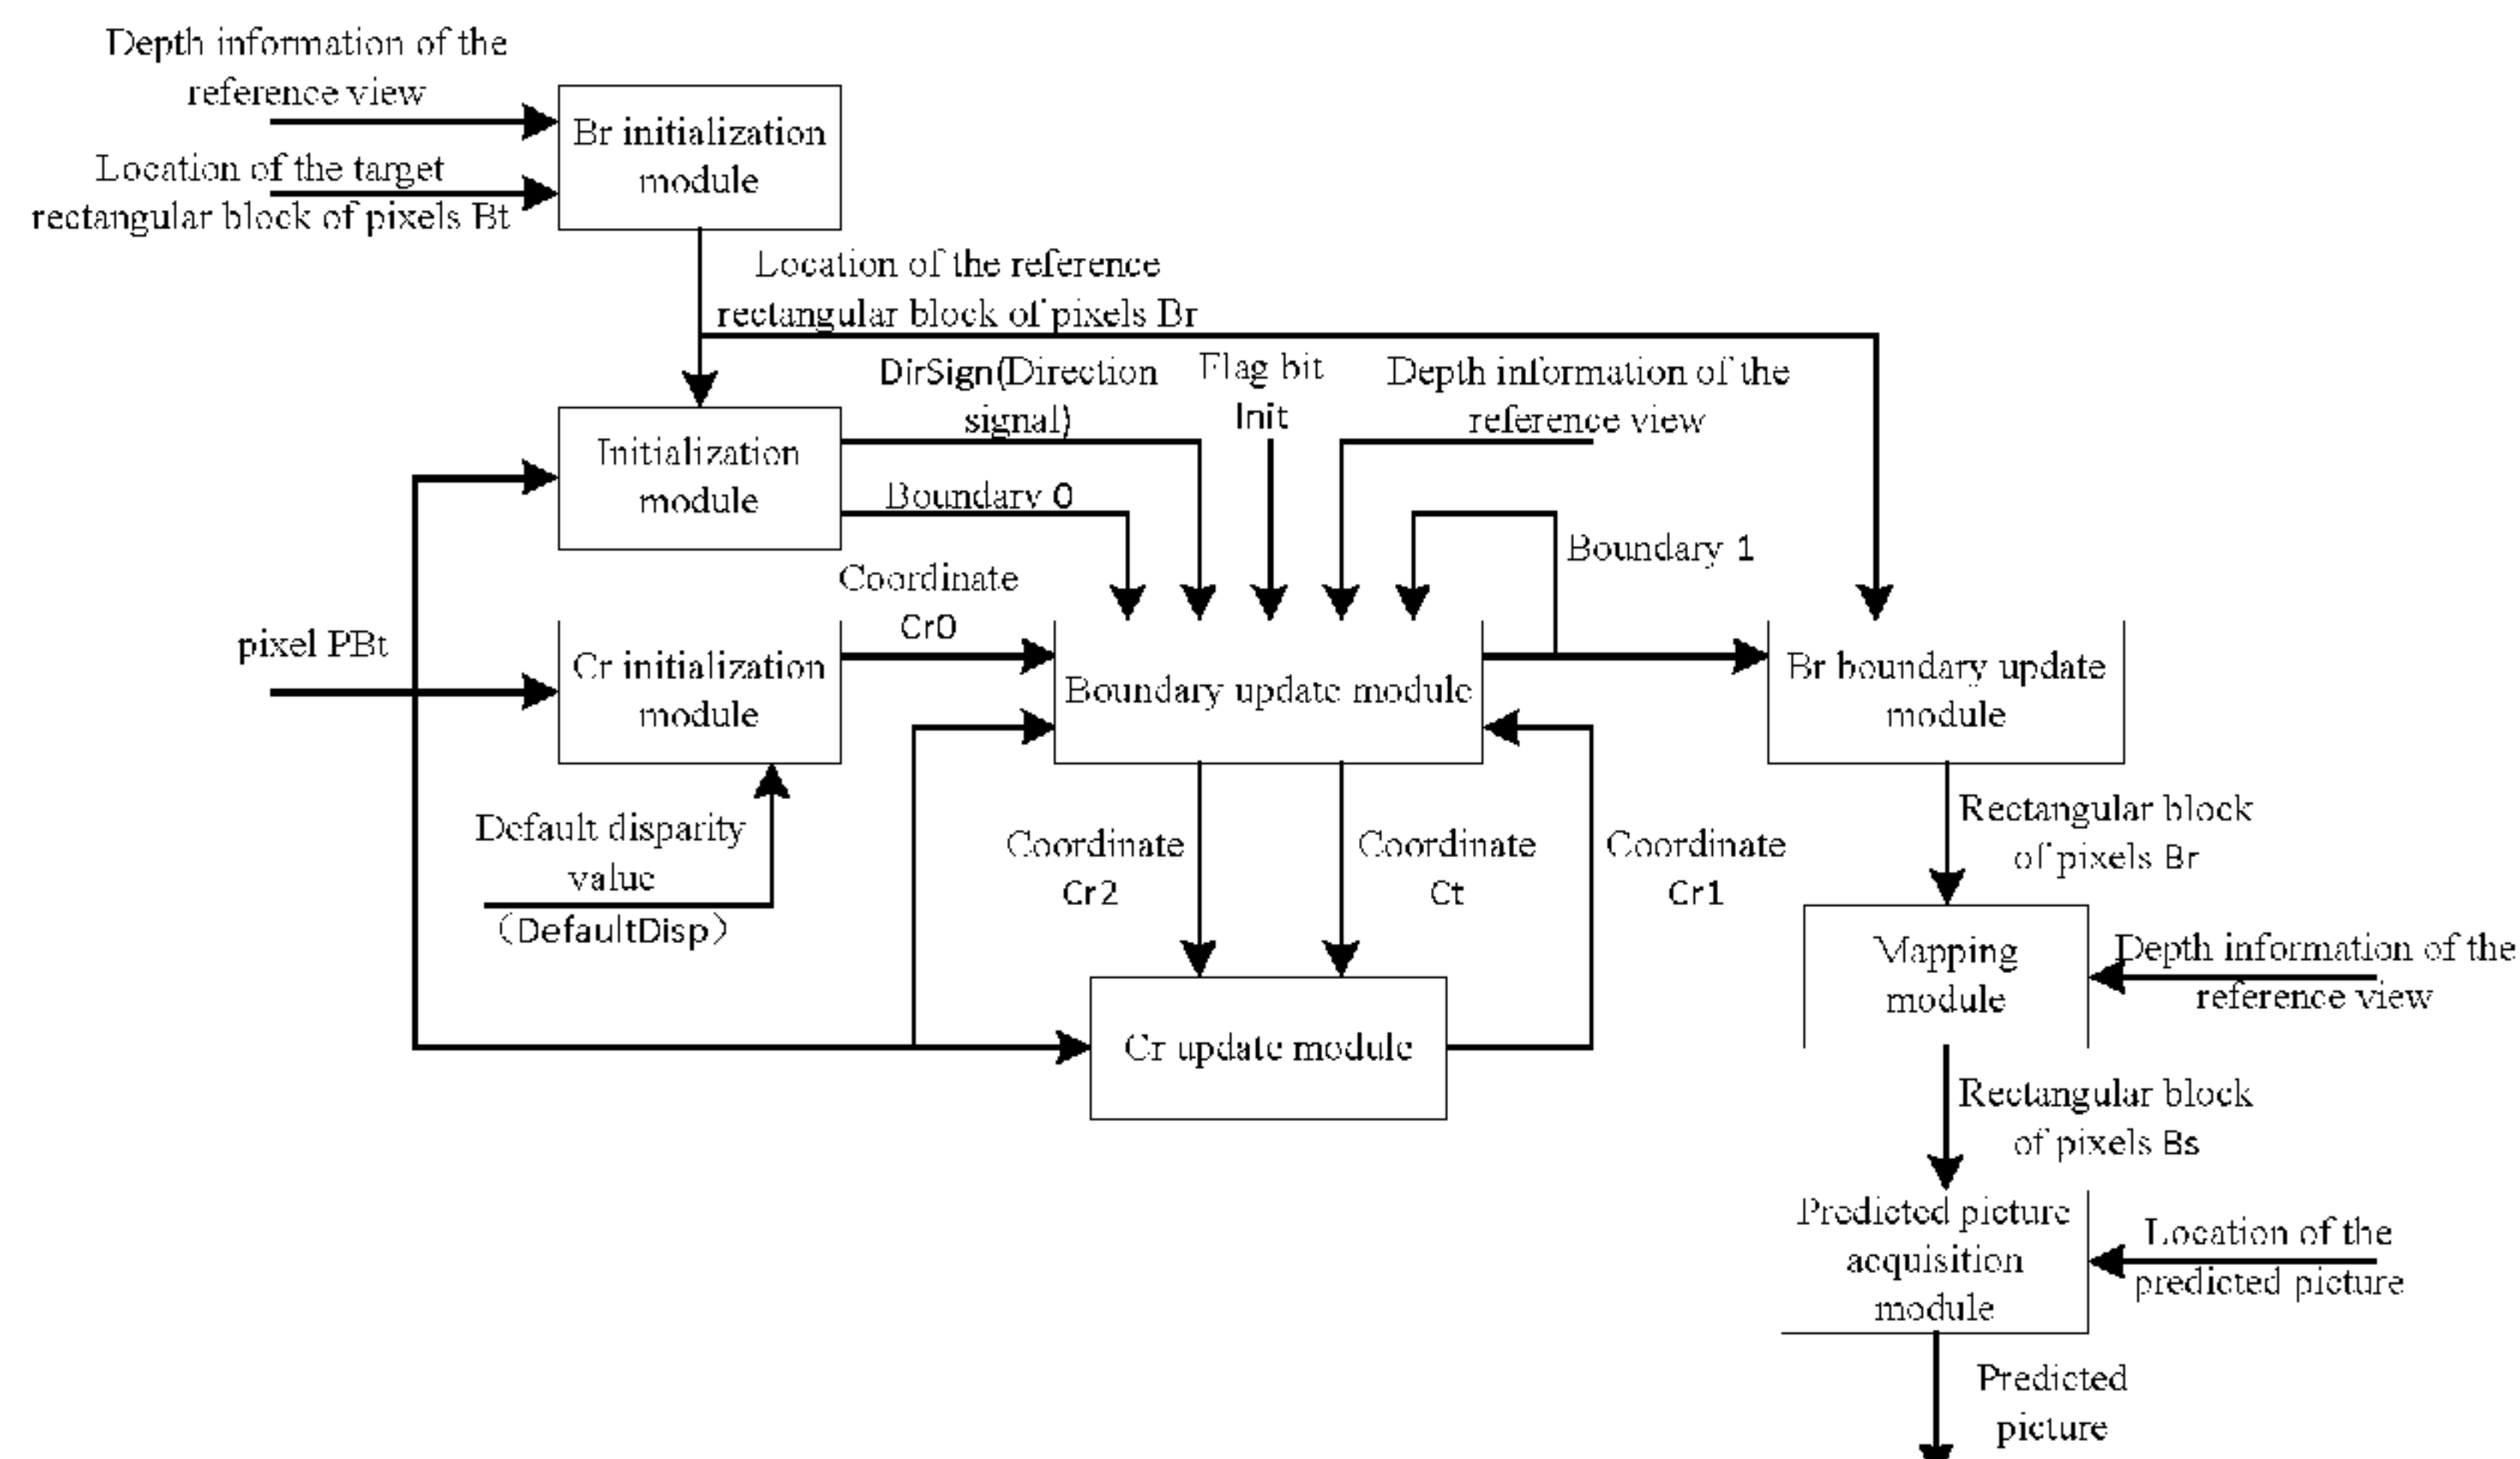 Depth information of the
reference view
Br initialization
module
Location of the target
rectangular block of pixels Bt
Location of the reference
rectangular block of pixels Br
DirSign(Direction
signal)
Flag bit
Init
Depth information of the
reference view
Initialization
module
Boundary 0
Boundary 1
Coordinate
Cr0
pixel PBt
Cr initialization
module
Boundary update module
Br boundary update
module
Default disparity
value
（DefaultDisp）
Coordinate
Cr2
Coordinate
Ct
Coordinate
Cr1
Rectangular block
of pixels Br
Mapping
module
Depth information of the
reference view
Cr update module
Rectangular block
of pixels Bs
Predicted picture
acquisition
module
Location of the
predicted picture
Predicted
picture